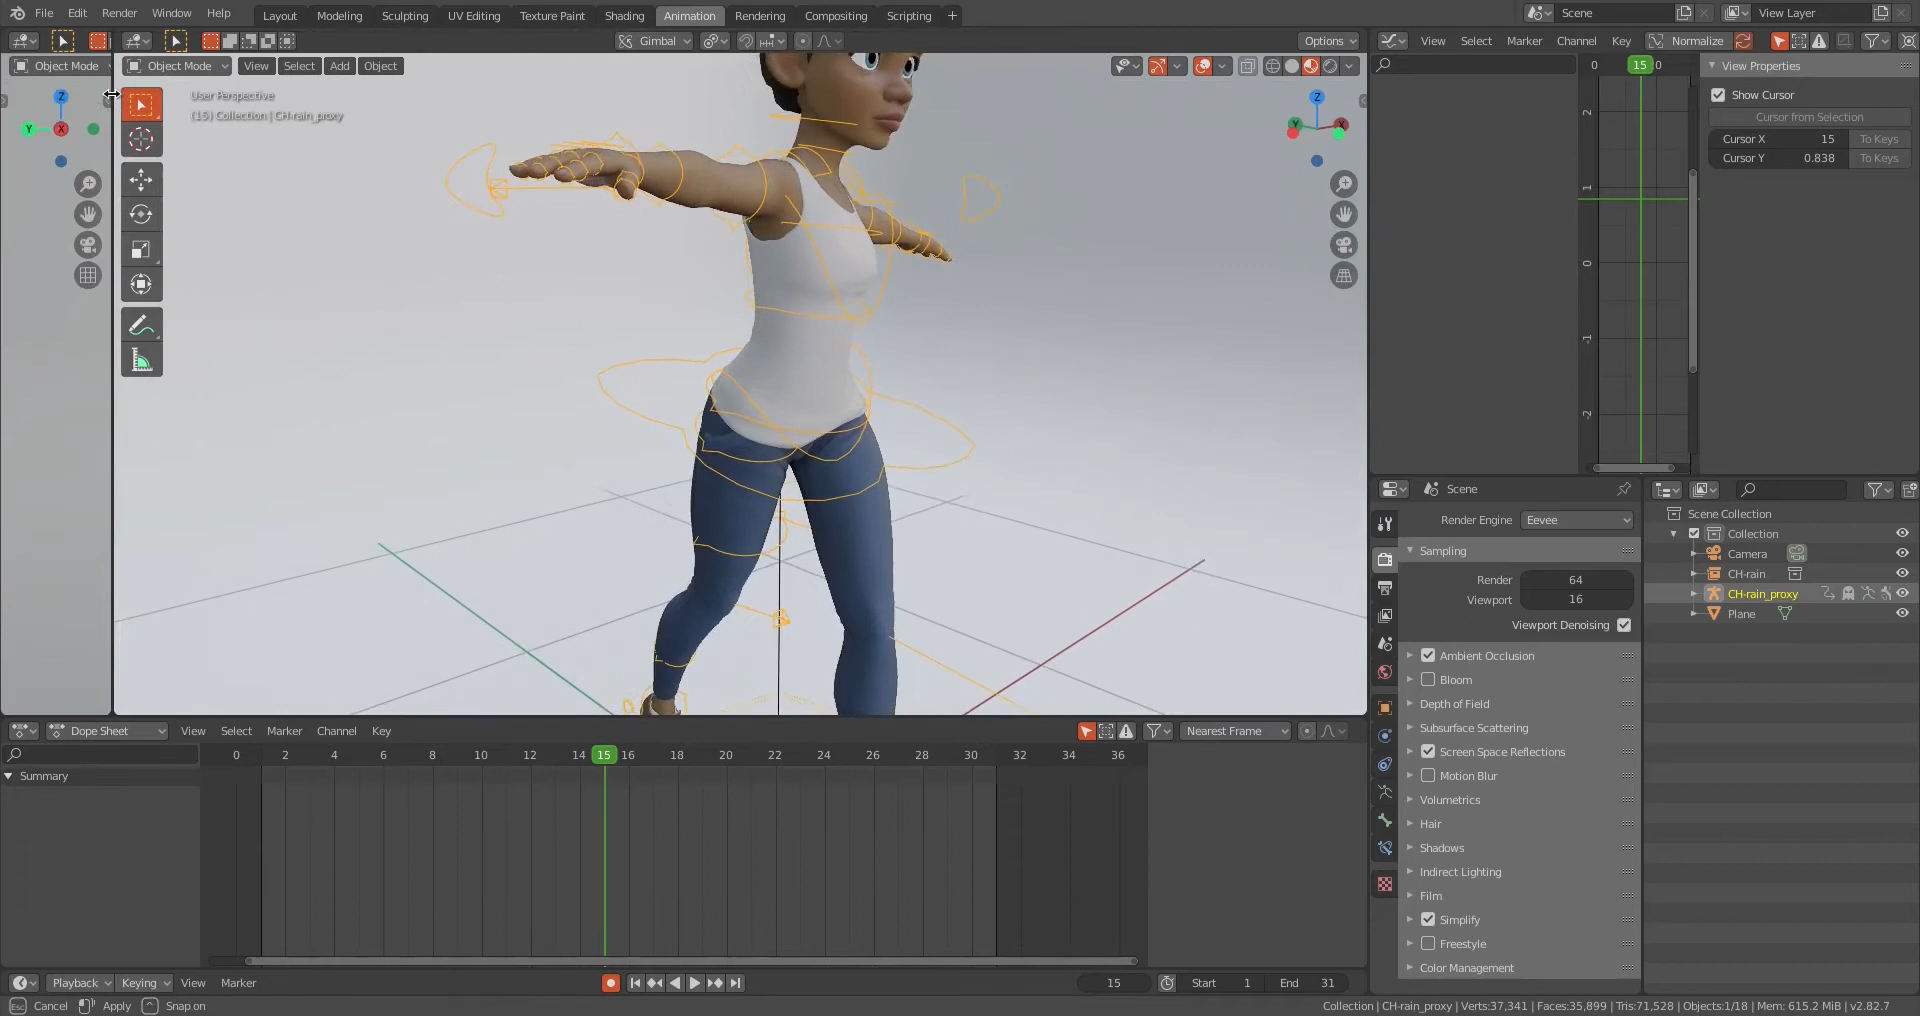 File Edit Render Window Help Layout Modeling Sculpting UV Editing Texture Paint Shading Animation Rendering Compositing Scripting + Scene View Layer
Gimbal Options View Select Marker Channel Key Normalize
Object Mode Object Mode View Select Add Object
User Perspective
(15) Collection | CH-rain_proxy
Z
Y X
Z
Y X
0 15 0
2
1
0
-1
-2
View Properties
Show Cursor
Cursor from Selection
Cursor X 15 To Keys
Cursor Y 0.838 To Keys
Scene
Render Engine Eevee
Sampling
Render 64
Viewport 16
Viewport Denoising
Ambient Occlusion
Bloom
Depth of Field
Subsurface Scattering
Screen Space Reflections
Motion Blur
Volumetrics
Hair
Shadows
Indirect Lighting
Film
Simplify
Freestyle
Color Management
Scene Collection
Collection
Camera
CH-rain
CH-rain_proxy
Plane
Dope Sheet View Select Marker Channel Key Nearest Frame
0 2 4 6 8 10 12 14 15 16 18 20 22 24 26 28 30 32 34 36
Summary
Playback Keying View Marker 15 Start 1 End 31
Esc Cancel Apply Snap on Collection | CH-rain_proxy | Verts:37,341 | Faces:35,899 | Tris:71,528 | Objects:1/18 | Mem: 615.2 MiB | v2.82.7